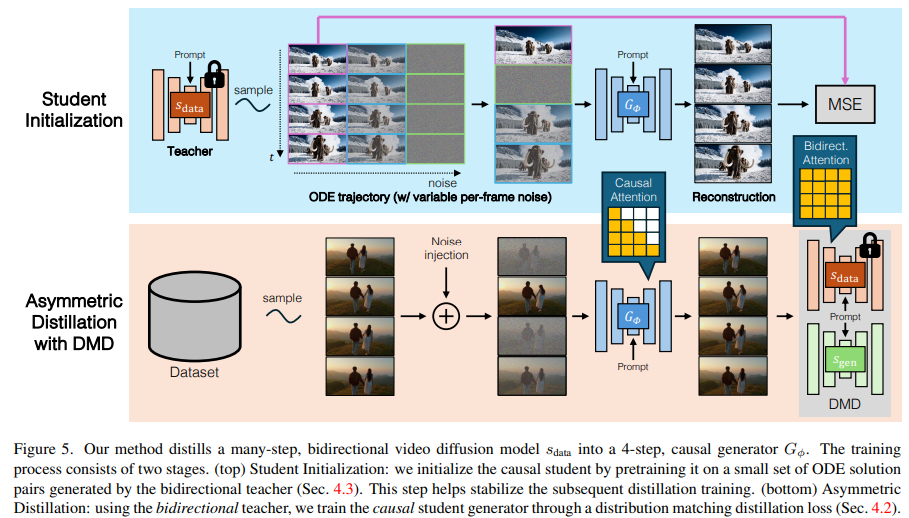 Student
Initialization
Prompt
s_data
Teacher
sample
t
noise
ODE trajectory (w/ variable per-frame noise)
Prompt
G_Φ
Reconstruction
MSE
Causal
Attention
Bidirect.
Attention
Asymmetric
Distillation
with DMD
Dataset
sample
Noise
injection
G_Φ
Prompt
s_data
Prompt
s_gen
DMD
Figure 5. Our method distills a many-step, bidirectional video diffusion model s_data into a 4-step, causal generator G_ϕ. The training
process consists of two stages. (top) Student Initialization: we initialize the causal student by pretraining it on a small set of ODE solution
pairs generated by the bidirectional teacher (Sec. 4.3). This step helps stabilize the subsequent distillation training. (bottom) Asymmetric
Distillation: using the bidirectional teacher, we train the causal student generator through a distribution matching distillation loss (Sec. 4.2).